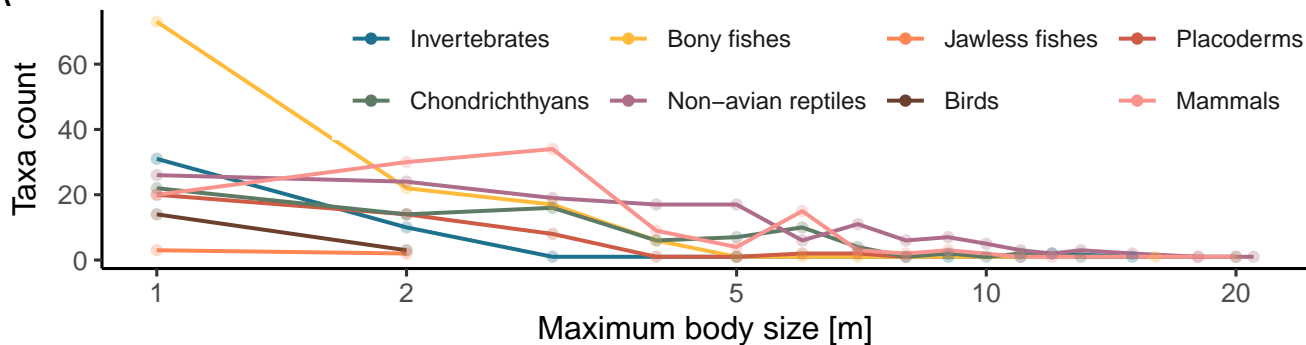 Invertebrates Bony fishes Jawless fishes Placoderms
Chondrichthyans Non−avian reptiles Birds Mammals
Taxa count
60
40
20
0
1 2 5 10 20
Maximum body size [m]